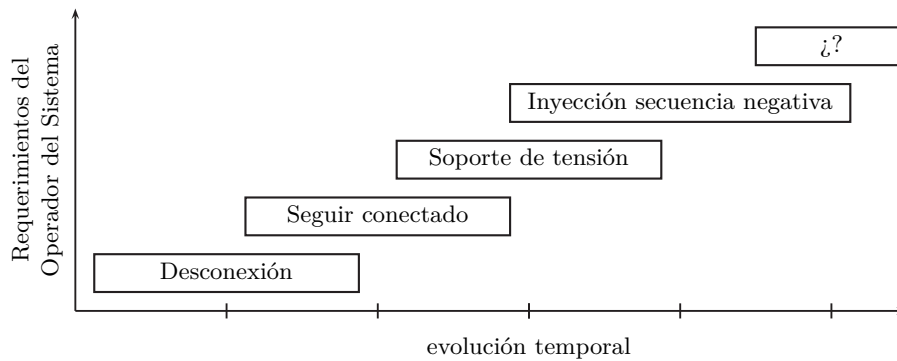 ¿?
Inyección secuencia negativa
Soporte de tensión
Seguir conectado
Desconexión
Requerimientos del
Operador del Sistema
evolución temporal